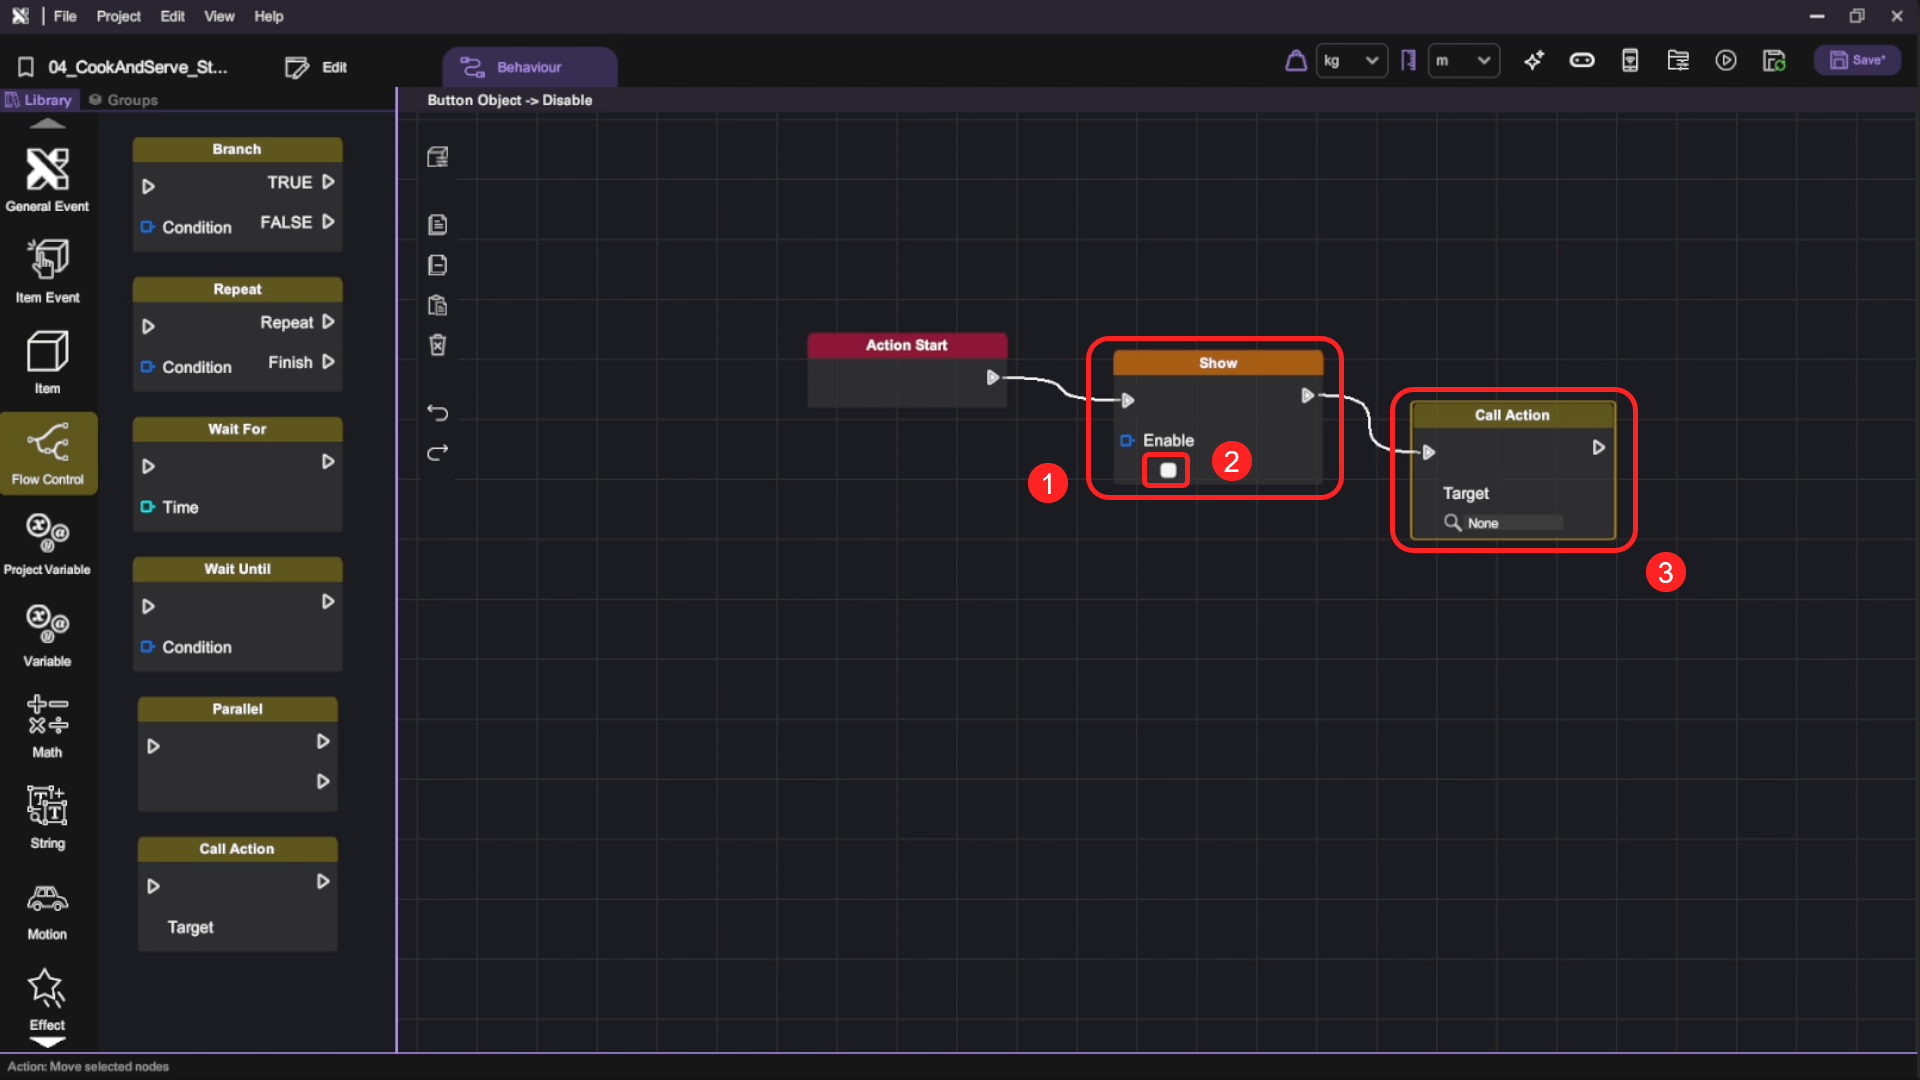 File Project Edit View Help
04_CookAndServe_St... Edit Behaviour kg m Save*
Library Groups
Button Object -> Disable
General Event
Item Event
Item
Flow Control
Project Variable
Variable
Math
String
Motion
Effect
Branch
TRUE
Condition FALSE
Repeat
Repeat
Condition Finish
Wait For
Time
Wait Until
Condition
Parallel
Call Action
Target
Action Start
Show
Enable
1
2
Call Action
Target
None
3
Action: Move selected nodes